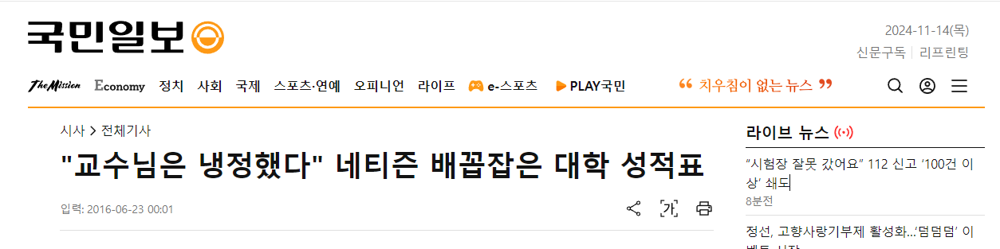 국민일보
2024-11-14(목)
신문구독 리프린팅
The Mission Economy 정치 사회 국제 스포츠·연예 오피니언 라이프 e-스포츠 PLAY국민 “ 치우침이 없는 뉴스 ”
시사 > 전체기사
라이브 뉴스
"교수님은 냉정했다" 네티즌 배꼽잡은 대학 성적표
입력: 2016-06-23 00:01
가
“시험장 잘못 갔어요” 112 신고 ‘100건 이
상’ 쇄도
8분전
정선, 고향사랑기부제 활성화…‘덤덤덤’ 이